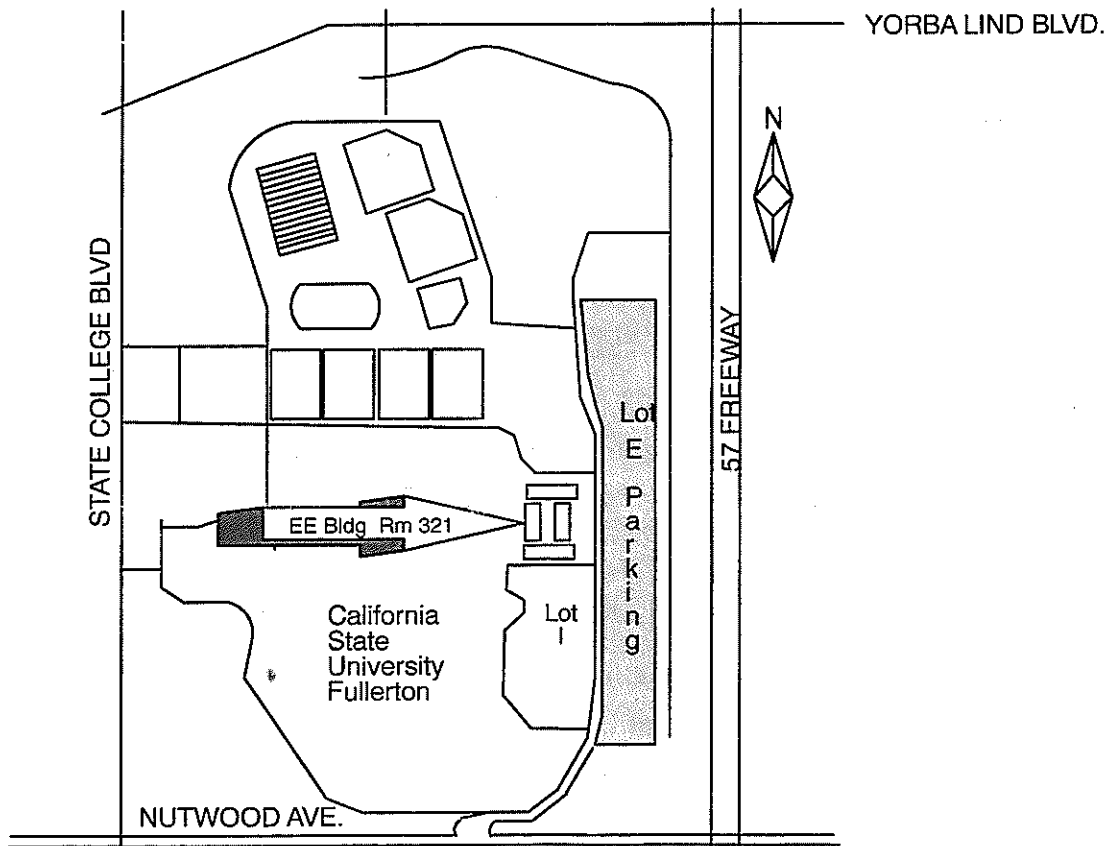 YORBA LIND BLVD.
N
STATE COLLEGE BLVD
57 FREEWAY
Lot
E
Parking
EE Bldg Rm 321
California
State
University
Fullerton
Lot
I
NUTWOOD AVE.